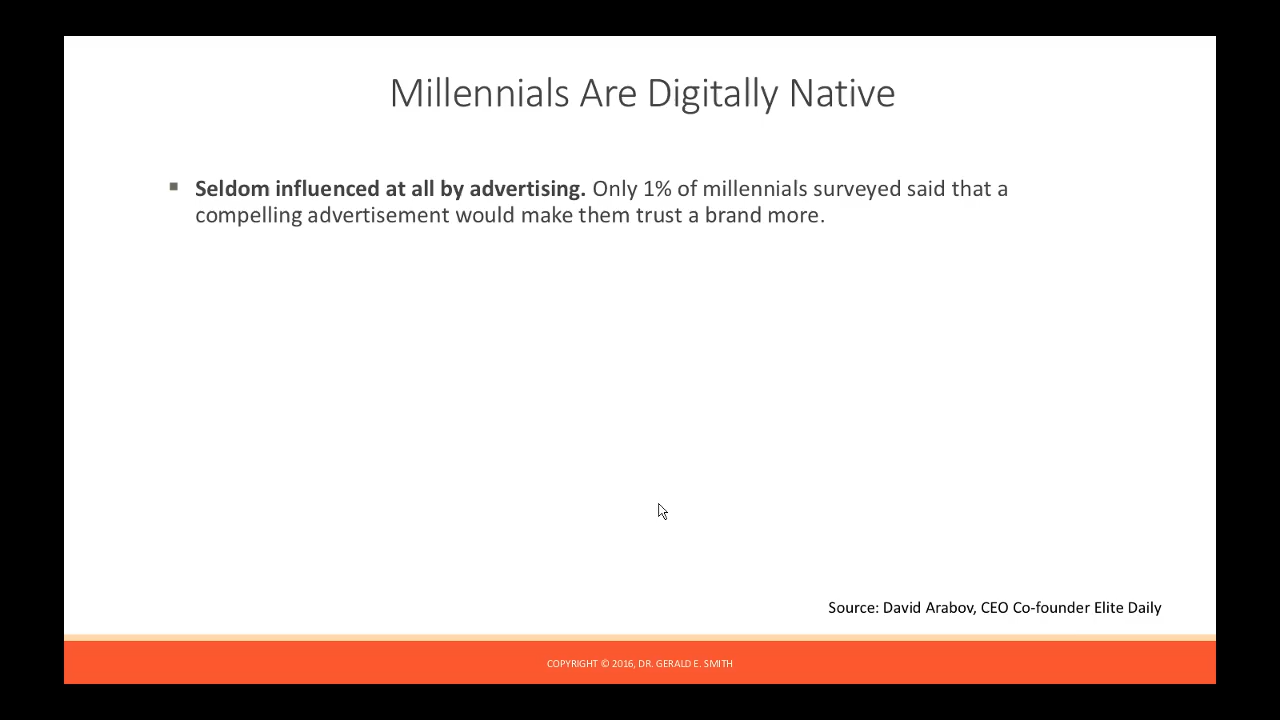 Millennials Are Digitally Native
▪ Seldom influenced at all by advertising. Only 1% of millennials surveyed said that a
compelling advertisement would make them trust a brand more.
Source: David Arabov, CEO Co-founder Elite Daily
COPYRIGHT © 2016, DR. GERALD E. SMITH